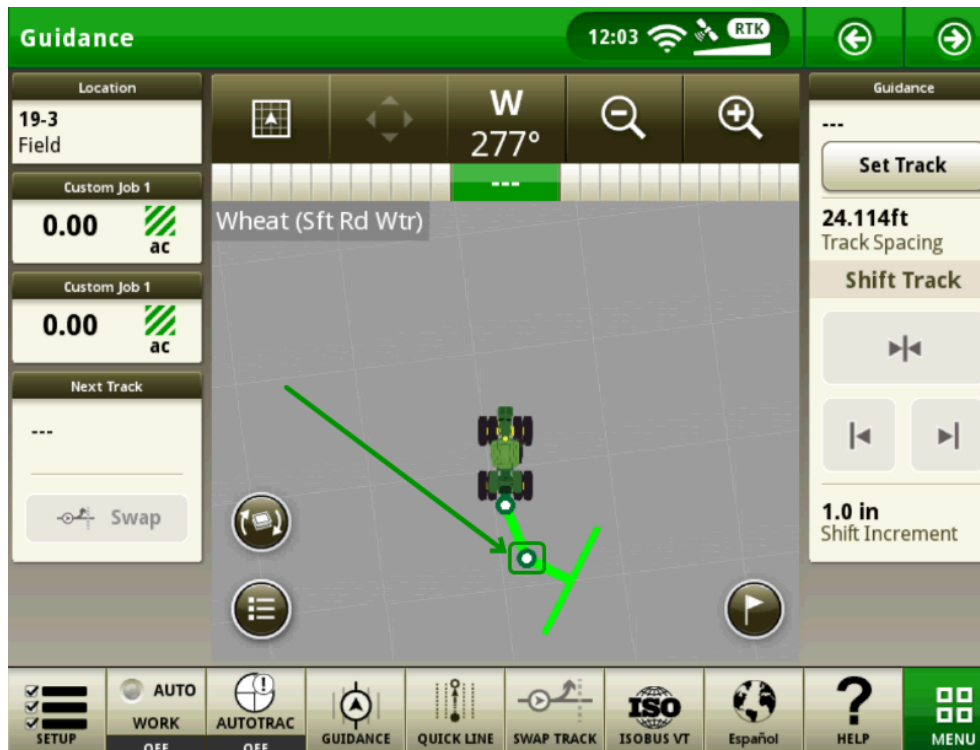 Guidance
12:03
RTK
Location
19-3
Field
Custom Job 1
0.00
ac
Custom Job 1
0.00
ac
Next Track
---
Swap
W
277°
---
Wheat (Sft Rd Wtr)
Guidance
---
Set Track
24.114ft
Track Spacing
Shift Track
1.0 in
Shift Increment
SETUP
AUTO
WORK
OFF
AUTOTRAC
OFF
GUIDANCE
QUICK LINE
SWAP TRACK
ISO
ISOBUS VT
Español
?
HELP
MENU